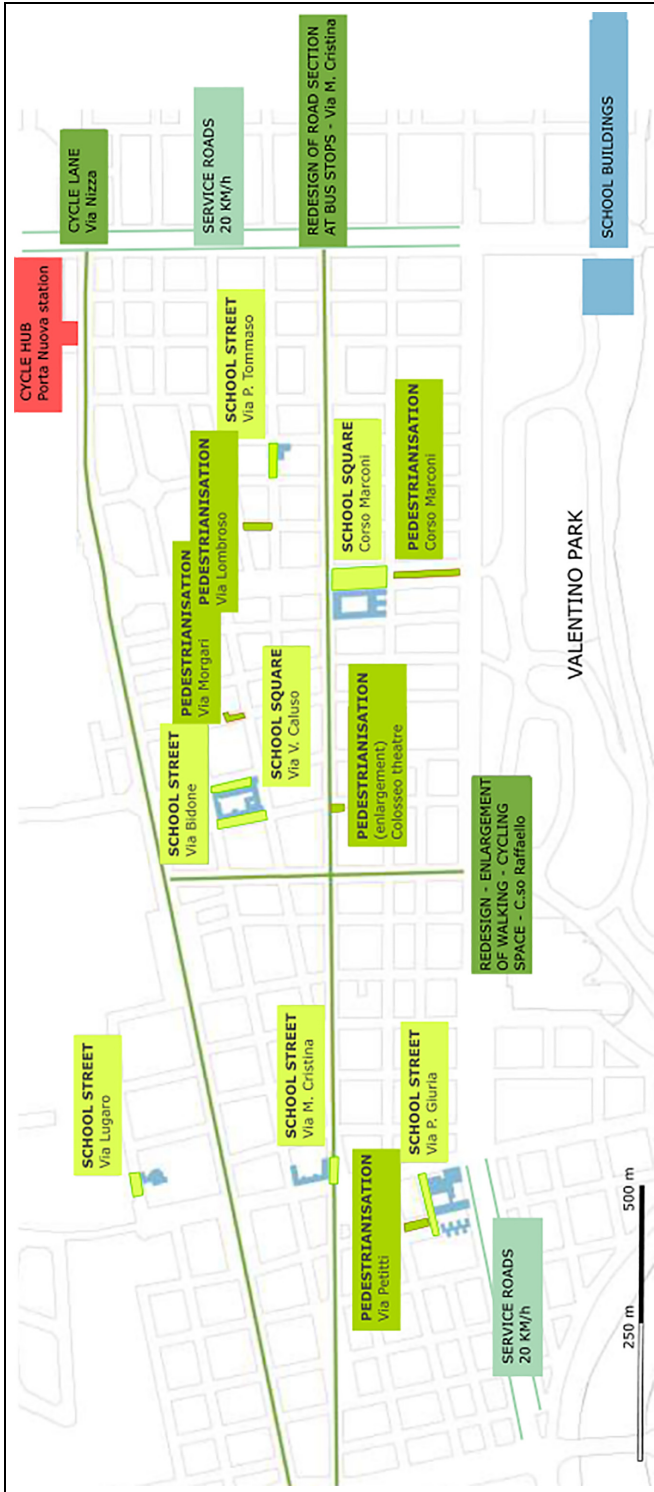 CYCLE HUB
Porta Nuova station
CYCLE LANE
Via Nizza
SERVICE ROADS
20 KM/h
REDESIGN OF ROAD SECTION
AT BUS STOPS - Via M. Cristina
SCHOOL BUILDINGS
SCHOOL STREET
Via P. Tommaso
PEDESTRIANISATION
Via Lombroso
PEDESTRIANISATION
Via Morgari
SCHOOL SQUARE
Corso Marconi
PEDESTRIANISATION
Corso Marconi
VALENTINO PARK
SCHOOL STREET
Via Bidone
SCHOOL SQUARE
Via V. Caluso
PEDESTRIANISATION
(enlargement)
Colosseo theatre
REDESIGN - ENLARGEMENT
OF WALKING - CYCLING
SPACE - C.so Raffaello
SCHOOL STREET
Via Lugaro
SCHOOL STREET
Via M. Cristina
SCHOOL STREET
Via P. Giuria
PEDESTRIANISATION
Via Petitti
SERVICE ROADS
20 KM/h
250 m
500 m